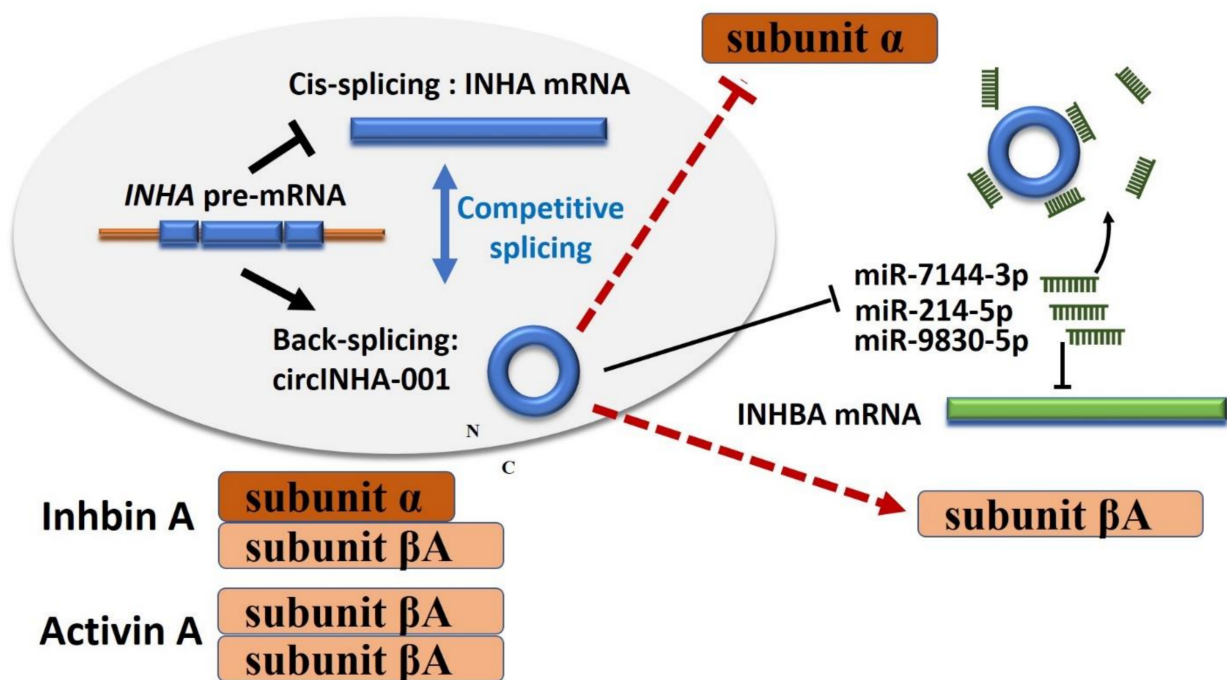 subunit α
Cis-splicing : INHA mRNA
INHA pre-mRNA
Competitive
splicing
Back-splicing:
circINHA-001
N
C
miR-7144-3p
miR-214-5p
miR-9830-5p
INHBA mRNA
subunit βA
Inhbin A
subunit α
subunit βA
Activin A
subunit βA
subunit βA